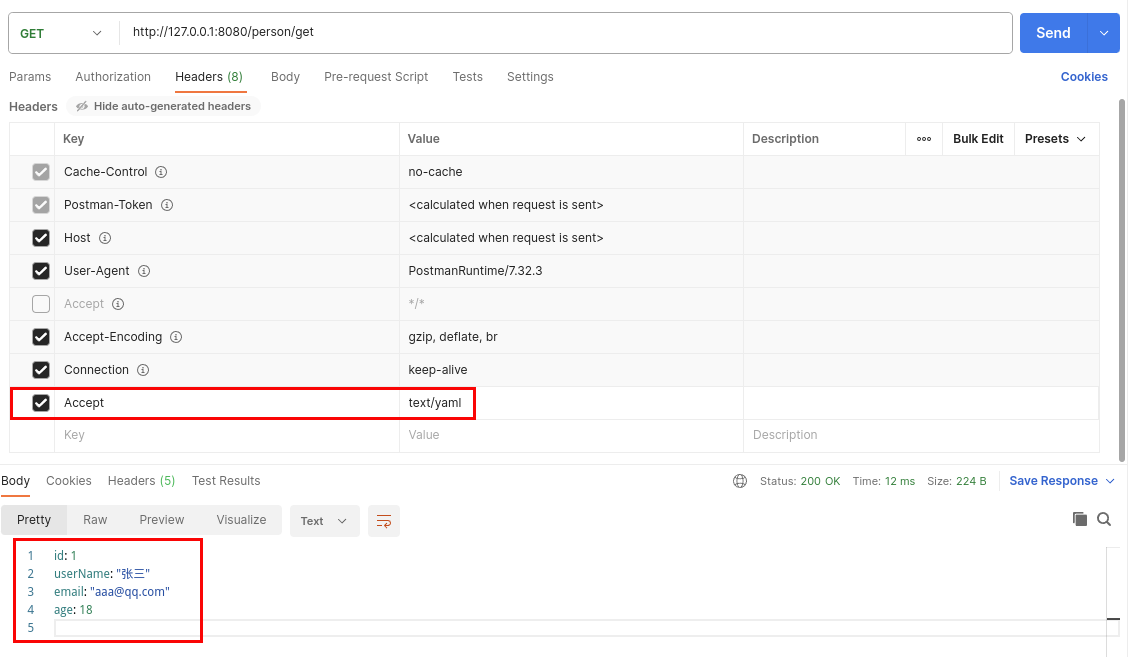 GET http://127.0.0.1:8080/person/get Send
Params Authorization Headers (8) Body Pre-request Script Tests Settings Cookies
Headers Hide auto-generated headers
Key Value Description Bulk Edit Presets
Cache-Control no-cache
Postman-Token <calculated when request is sent>
Host <calculated when request is sent>
User-Agent PostmanRuntime/7.32.3
Accept */*
Accept-Encoding gzip, deflate, br
Connection keep-alive
Accept text/yaml
Key Value Description
Body Cookies Headers (5) Test Results Status: 200 OK Time: 12 ms Size: 224 B Save Response
Pretty Raw Preview Visualize Text
1 id: 1
2 userName: "张三"
3 email: "aaa@qq.com"
4 age: 18
5